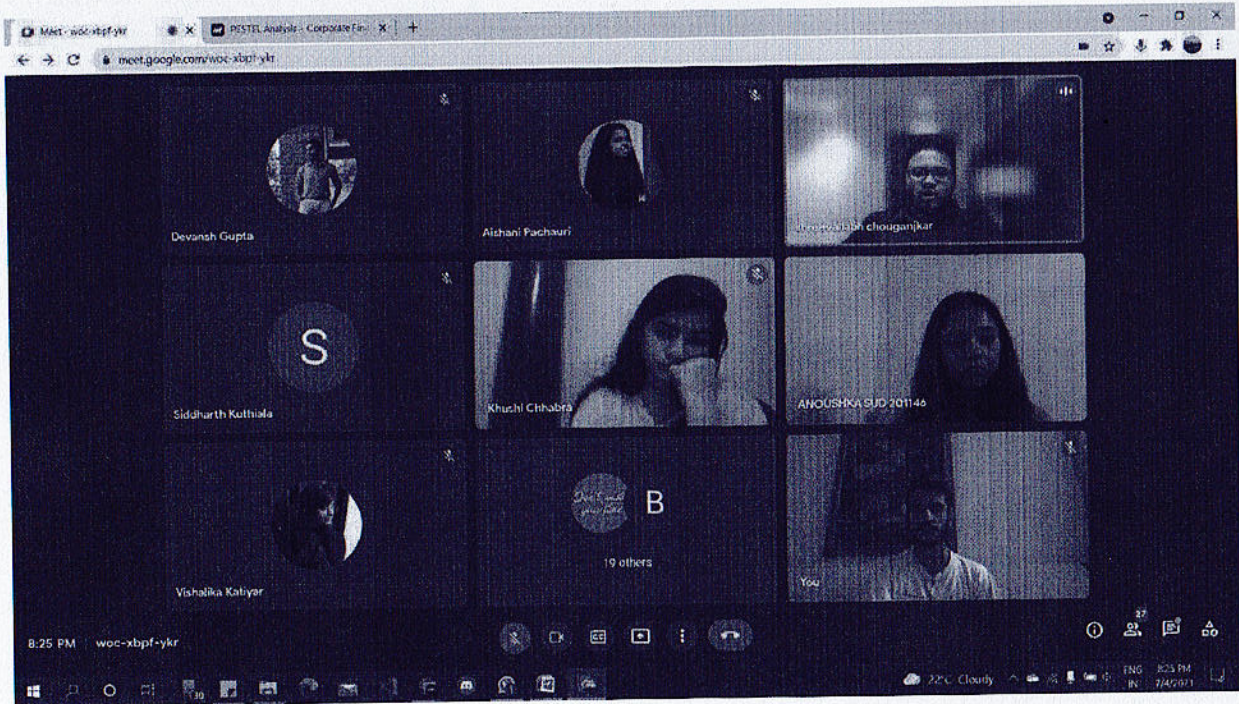 Meet - woc-xbpf-ykr
PESTEL Analysis - Corporate Fin
meet.google.com/woc-xbpf-ykr
Devansh Gupta
Aishani Pachauri
chouganjkar
Siddharth Kuthiala
S
Khushi Chhabra
ANOUSHKA SUD 201146
Vishalika Katiyar
B
19 others
You
8:25 PM
woc-xbpf-ykr
CC
27
22°C Cloudy
ENG
IN
8:25 PM
7/4/2021